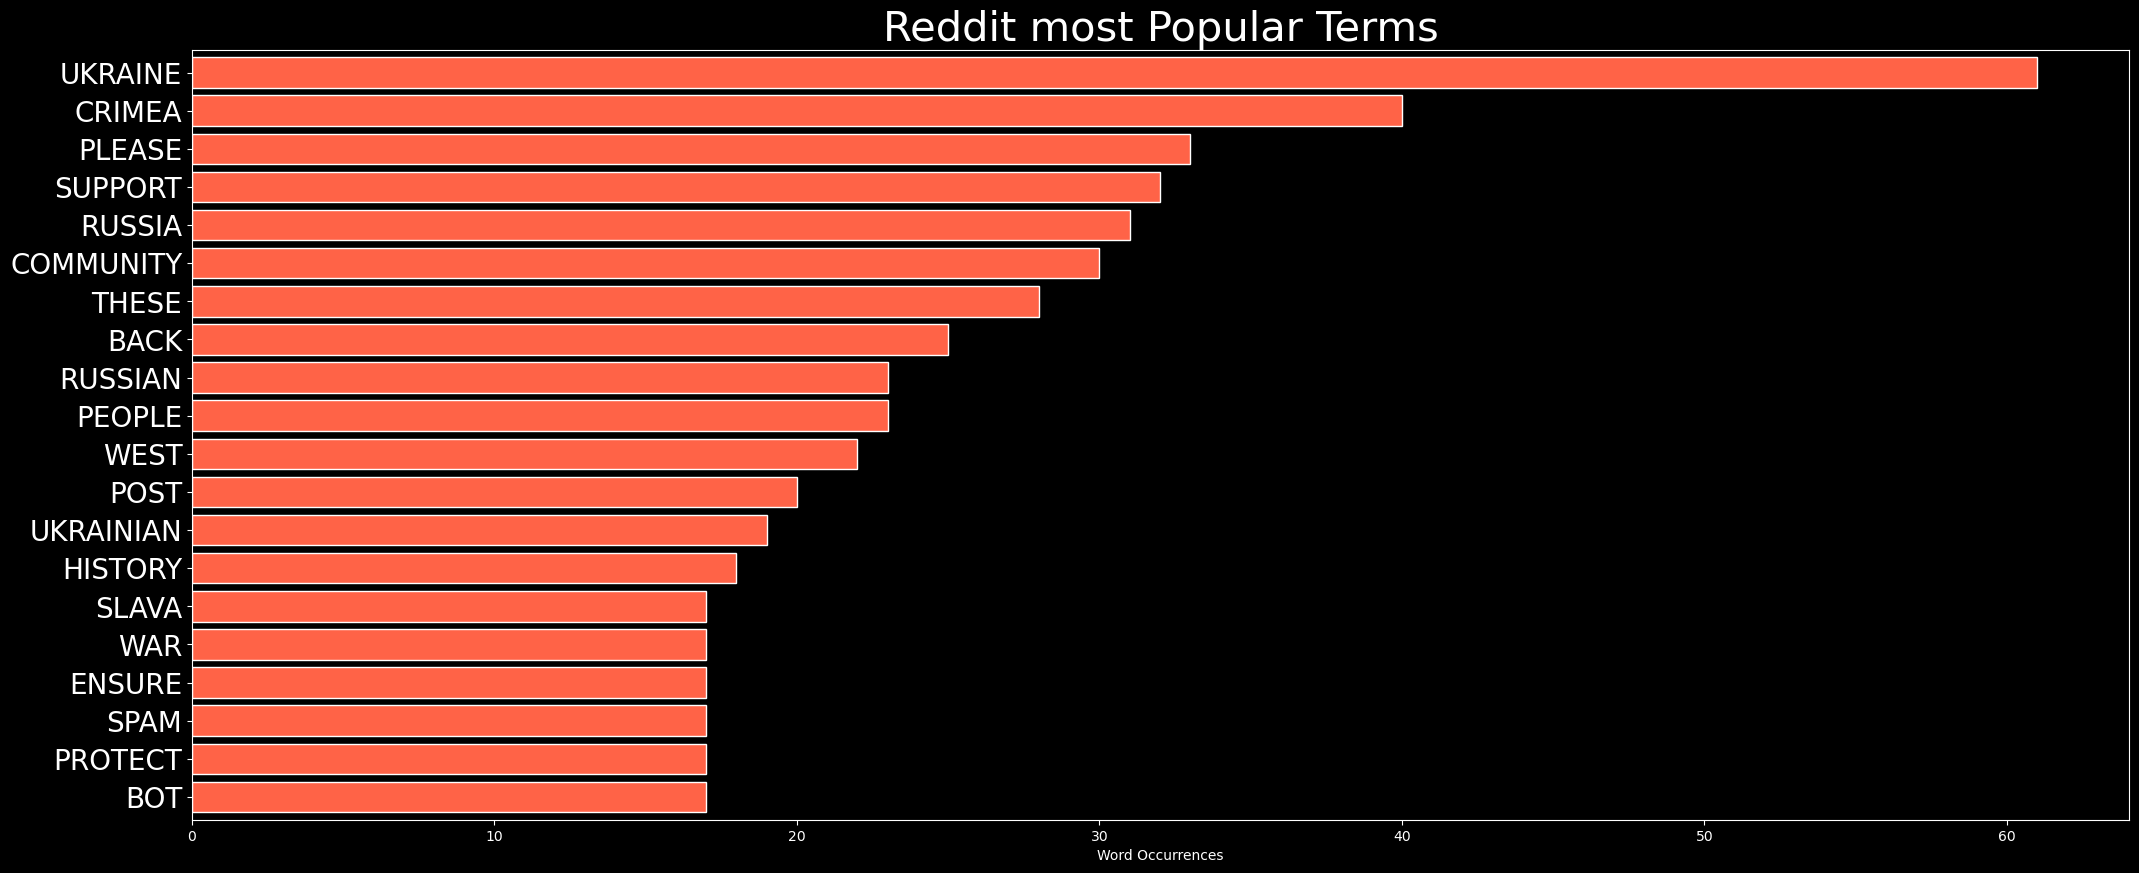 Reddit most Popular Terms
UKRAINE
CRIMEA
PLEASE
SUPPORT
RUSSIA
COMMUNITY
THESE
BACK
RUSSIAN
PEOPLE
WEST
POST
UKRAINIAN
HISTORY
SLAVA
WAR
ENSURE
SPAM
PROTECT
BOT
0 10 20 30 40 50 60
Word Occurrences